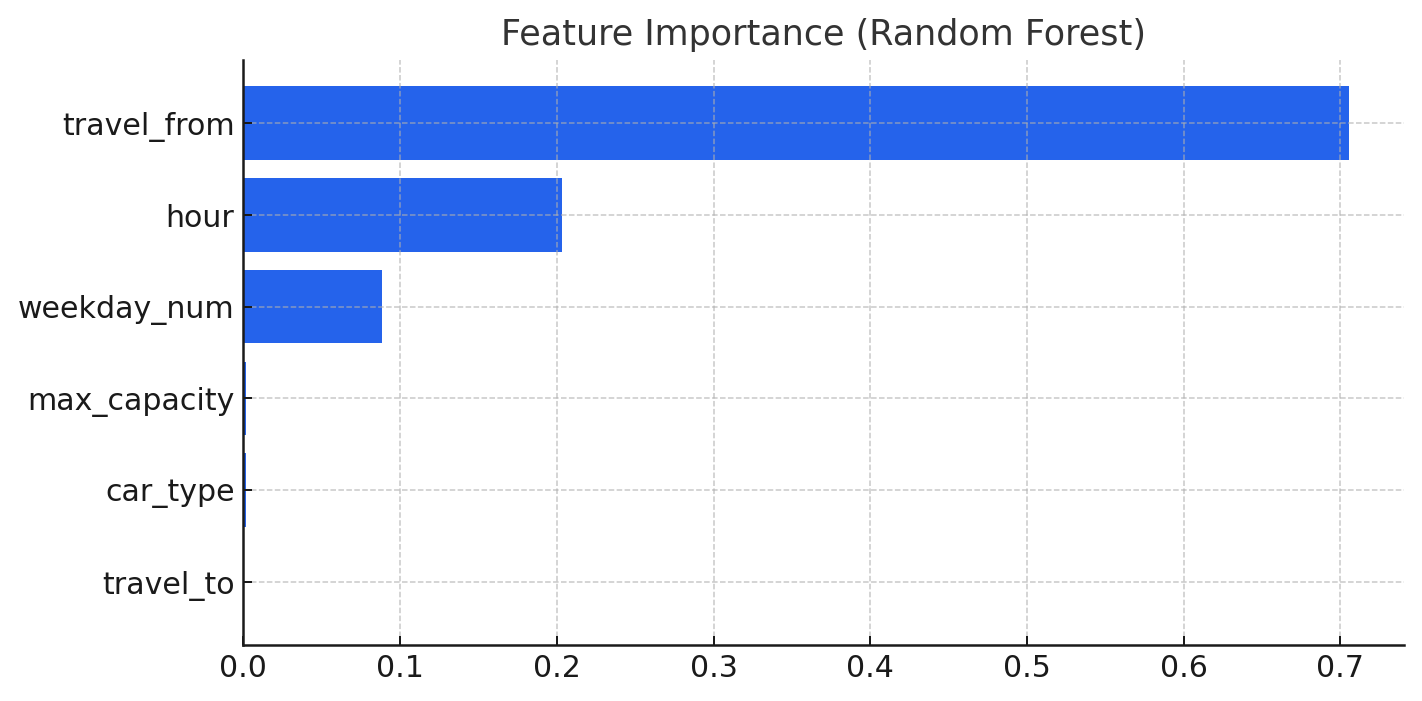 Feature Importance (Random Forest)
travel_from
hour
weekday_num
max_capacity
car_type
travel_to
0.0 0.1 0.2 0.3 0.4 0.5 0.6 0.7